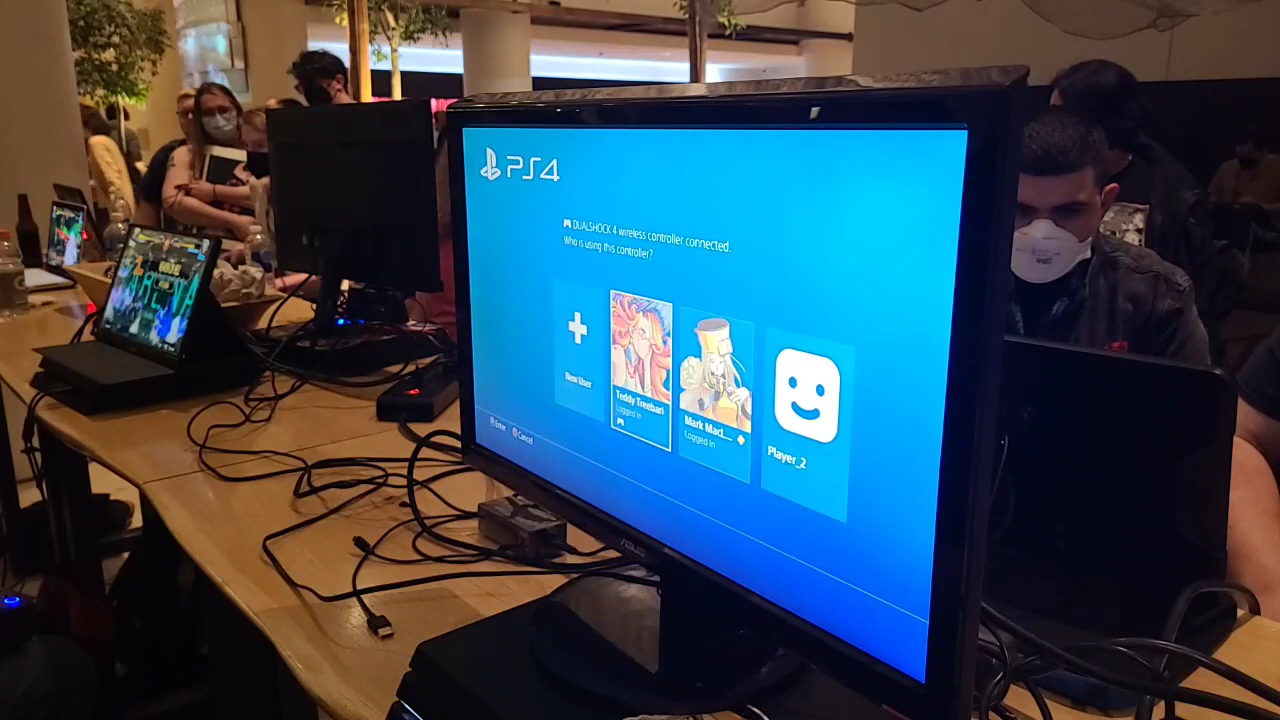 PS4
DUALSHOCK 4 wireless controller connected.
Who is using this controller?
New User
Teddy Treebark
Logged In
Mark Mart...
Logged In
Player_2
Enter
Cancel
ASUS